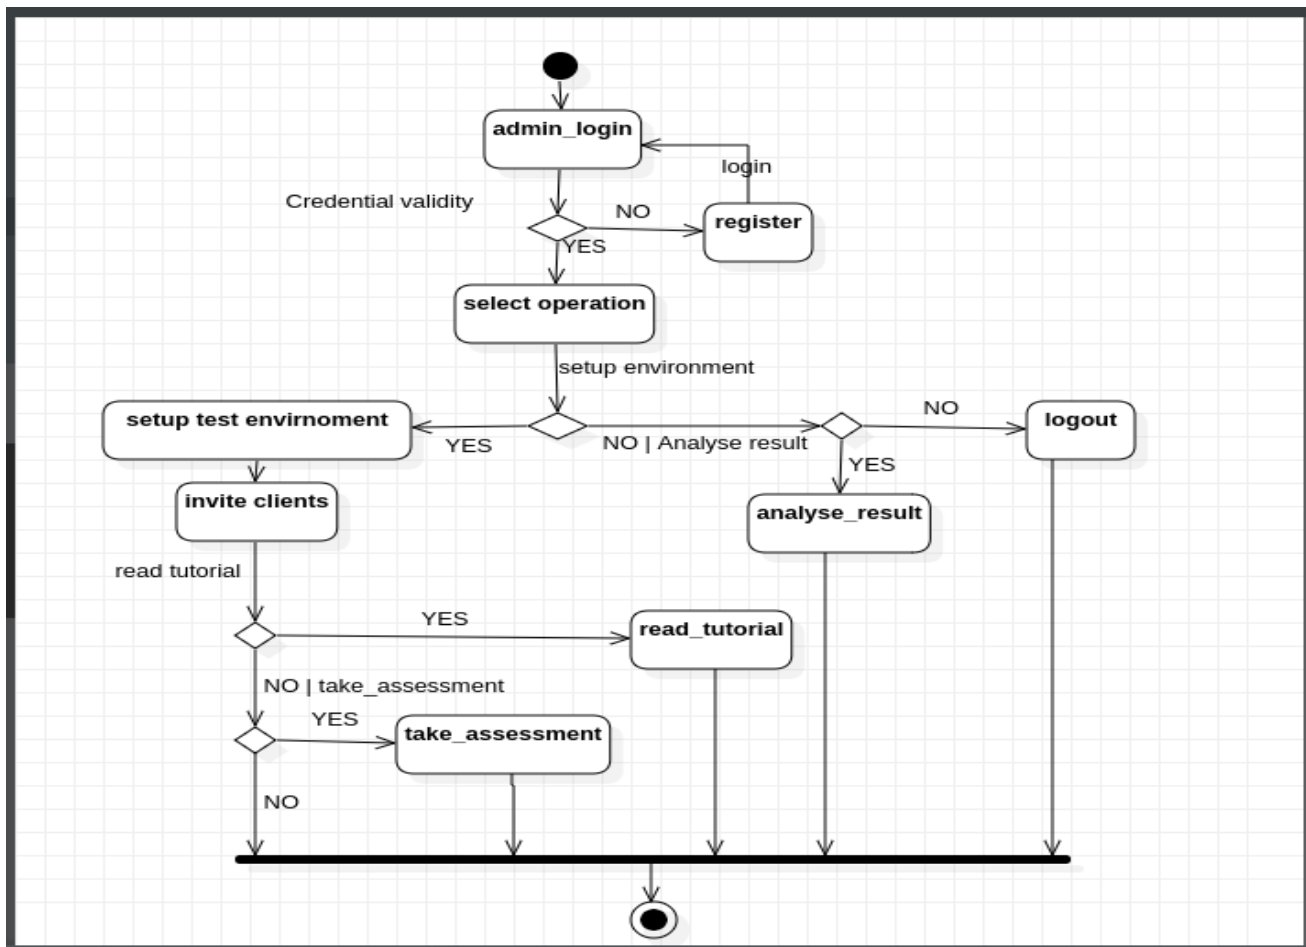 admin_login
login
Credential validity
NO
register
YES
select operation
setup environment
setup test envirnoment
YES
NO | Analyse result
NO
logout
YES
invite clients
analyse_result
read tutorial
YES
read_tutorial
NO | take_assessment
YES
take_assessment
NO